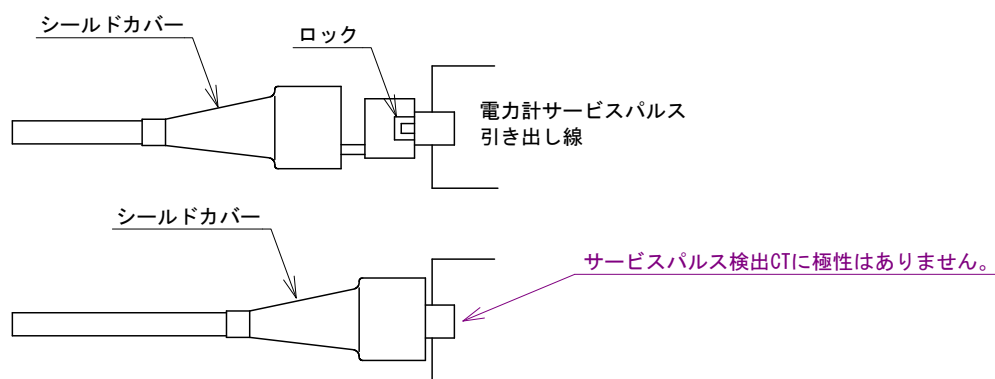 シールドカバー
ロック
電力計サービスパルス
引き出し線
シールドカバー
サービスパルス検出CTに極性はありません。